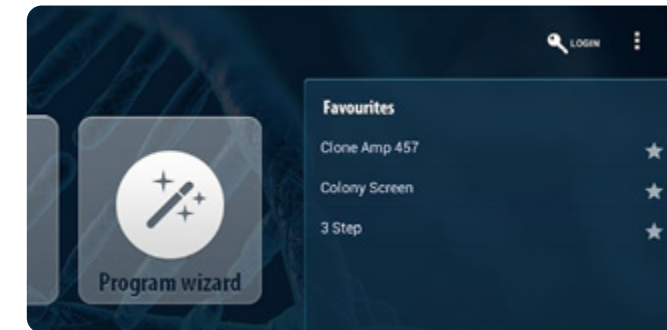 LOGIN
Favourites
Clone Amp 457
Colony Screen
3 Step
Program wizard